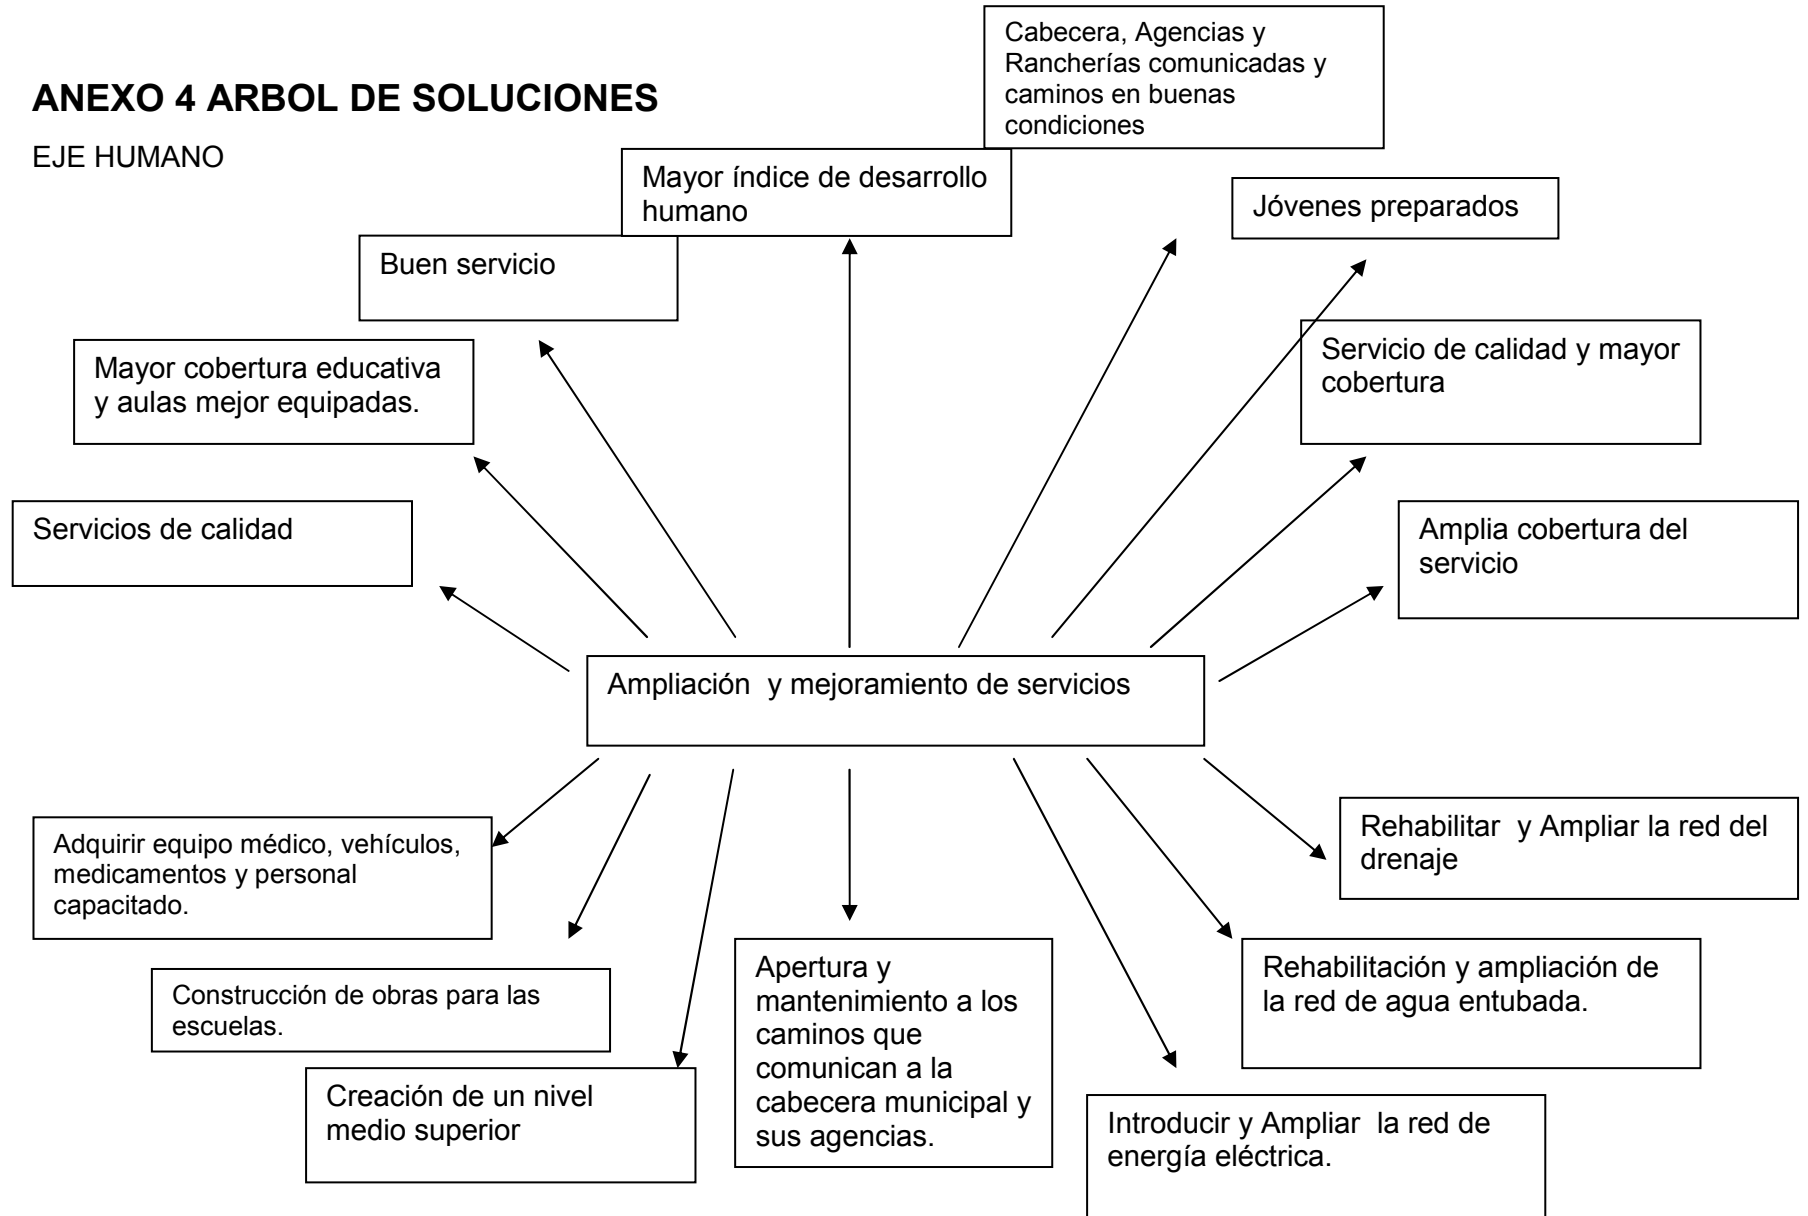 Cabecera, Agencias y
Rancherías comunicadas y
caminos en buenas
condiciones
ANEXO 4 ARBOL DE SOLUCIONES
EJE HUMANO
Mayor índice de desarrollo
humano
Jóvenes preparados
Buen servicio
Servicio de calidad y mayor
cobertura
Mayor cobertura educativa
y aulas mejor equipadas.
Servicios de calidad
Amplia cobertura del
servicio
Ampliación  y mejoramiento de servicios
Adquirir equipo médico, vehículos,
medicamentos y personal
capacitado.
Rehabilitar  y Ampliar la red del
drenaje
Construcción de obras para las
escuelas.
Apertura y
mantenimiento a los
caminos que
comunican a la
cabecera municipal y
sus agencias.
Rehabilitación y ampliación de
la red de agua entubada.
Creación de un nivel
medio superior
Introducir y Ampliar  la red de
energía eléctrica.